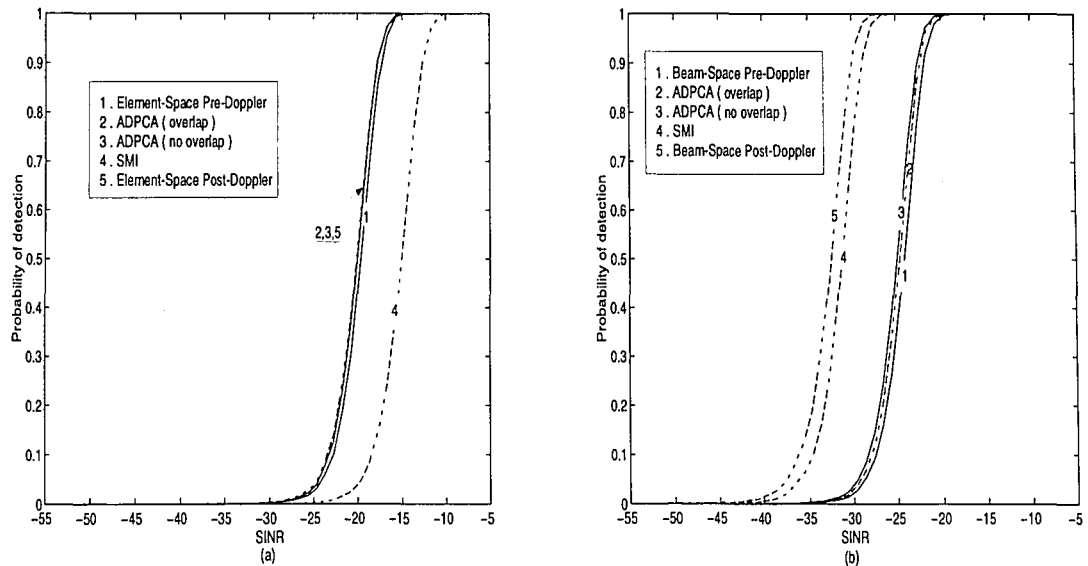 1
0.9
0.8
0.7
0.6
0.5
0.4
0.3
0.2
0.1
0
Probability of detection
1 . Element-Space Pre-Doppler
2 . ADPCA ( overlap )
3 . ADPCA ( no overlap )
4 . SMI
5 . Element-Space Post-Doppler
2,3,5
1
4
-55 -50 -45 -40 -35 -30 -25 -20 -15 -10 -5
SINR
(a)
1
0.9
0.8
0.7
0.6
0.5
0.4
0.3
0.2
0.1
0
Probability of detection
1 . Beam-Space Pre-Doppler
2 . ADPCA ( overlap )
3 . ADPCA ( no overlap )
4 . SMI
5 . Beam-Space Post-Doppler
2
5
3
4
1
-55 -50 -45 -40 -35 -30 -25 -20 -15 -10 -5
SINR
(b)